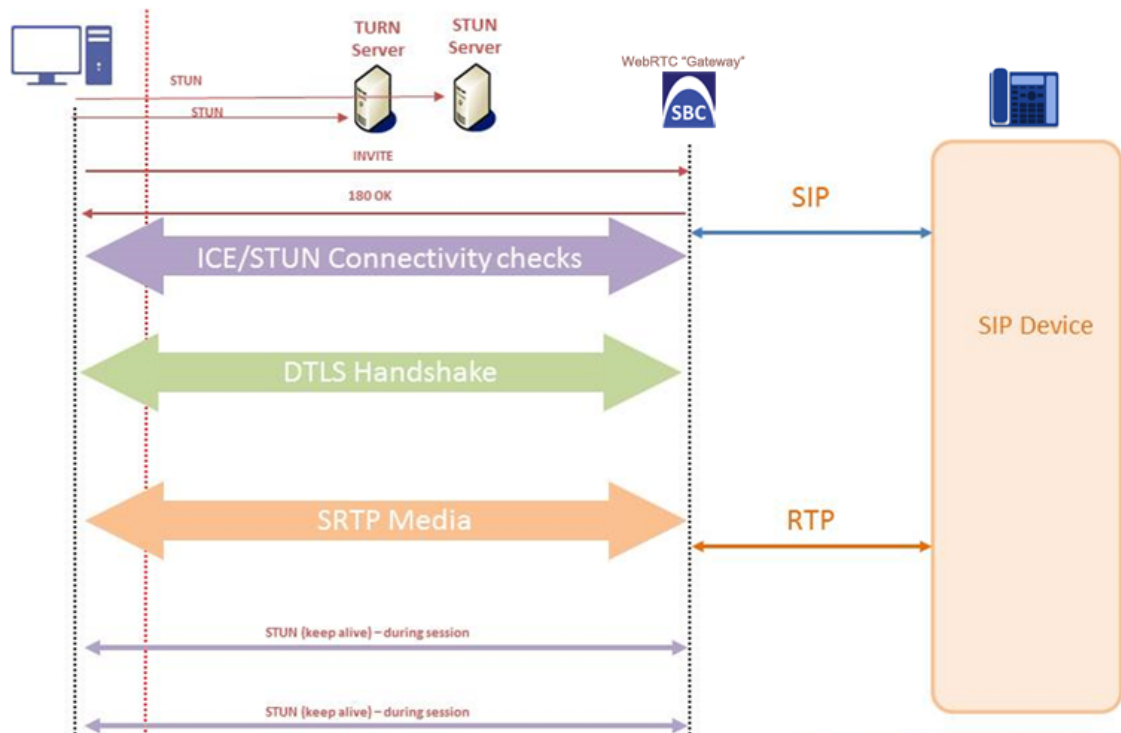 TURN
Server
STUN
Server
WebRTC "Gateway"
SBC
STUN
STUN
INVITE
180 OK
SIP
ICE/STUN Connectivity checks
SIP Device
DTLS Handshake
SRTP Media
RTP
STUN (keep alive) – during session
STUN (keep alive) – during session